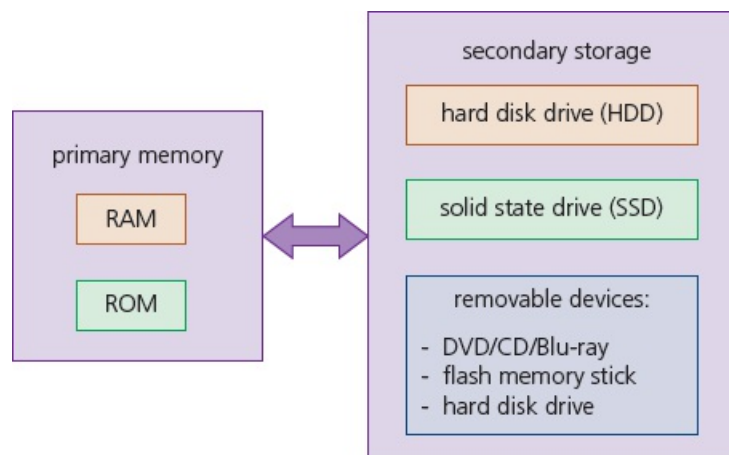 primary memory
RAM
ROM
secondary storage
hard disk drive (HDD)
solid state drive (SSD)
removable devices:
- DVD/CD/Blu-ray
- flash memory stick
- hard disk drive